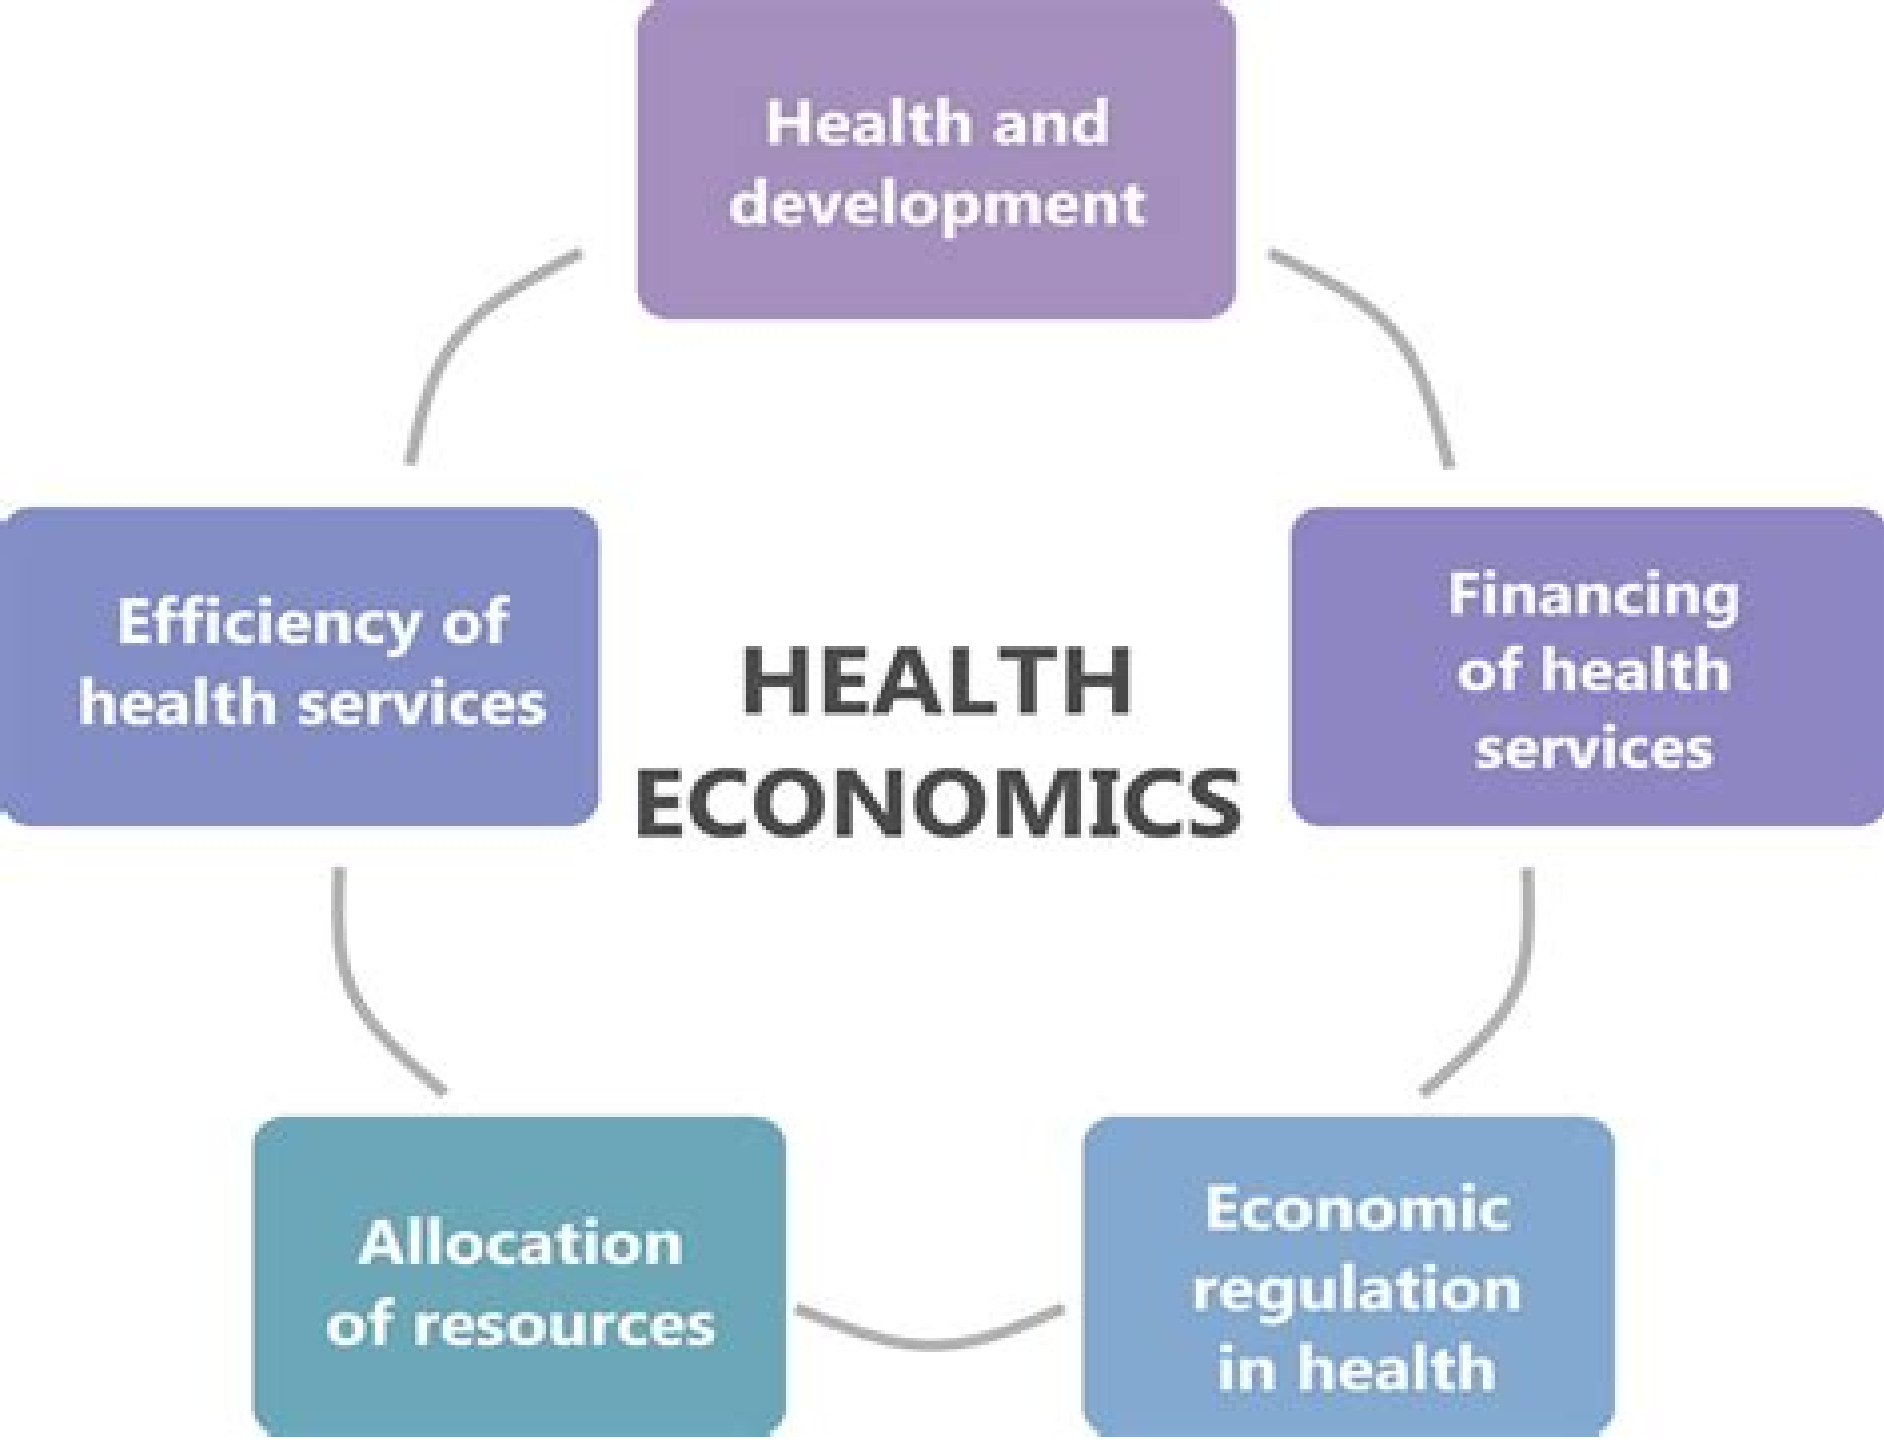 Health and
development
Efficiency of
health services
HEALTH
ECONOMICS
Financing
of health
services
Allocation
of resources
Economic
regulation
in health